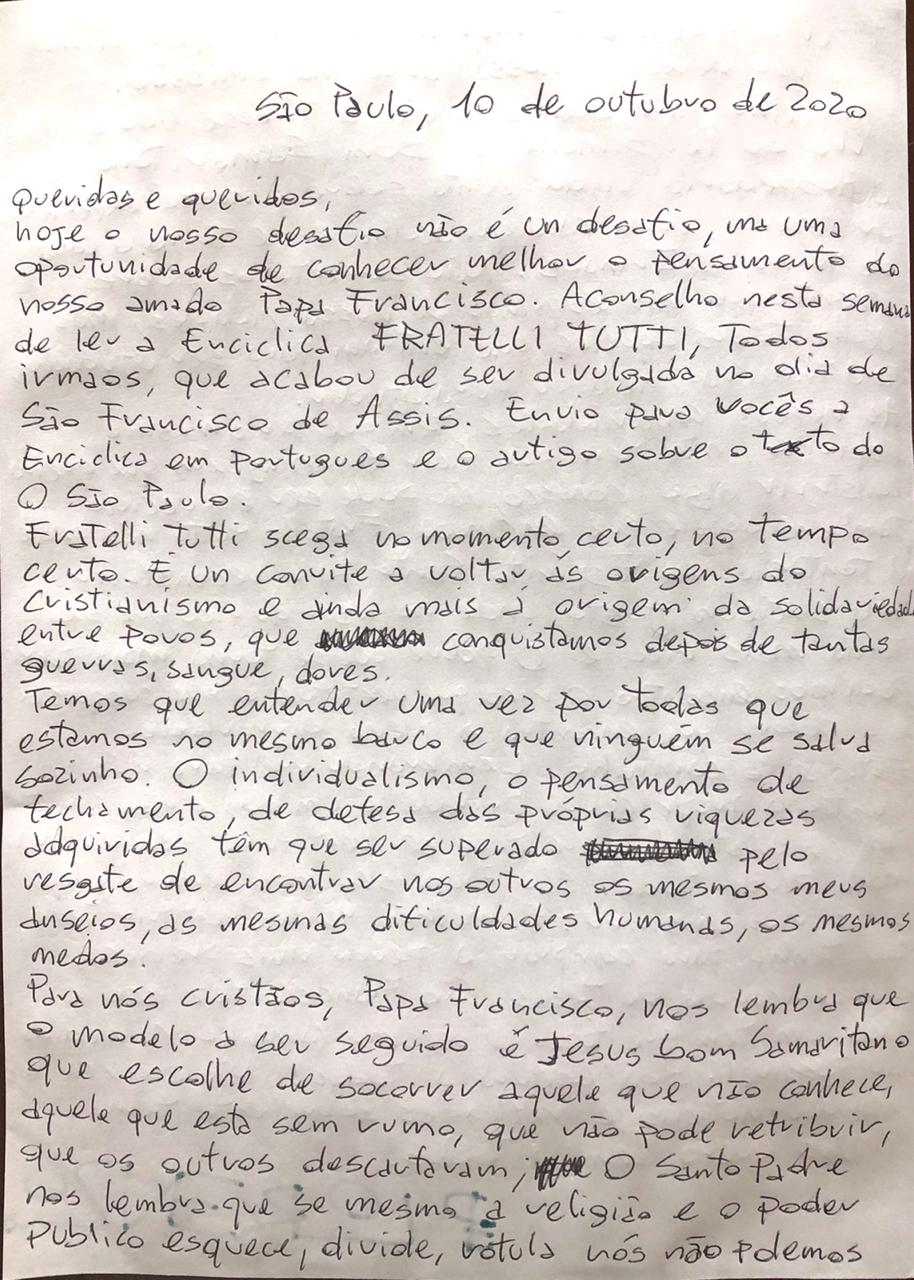 São Paulo, 10 de outubro de 2020
Queridas e queridos,
hoje o nosso desafio não é un desafio, ma uma
oportunidade de conhecer melhor o pensamento do
nosso amado Papa Francisco. Aconselho nesta semana
de ler a Enciclica FRATELLI TUTTI, Todos
irmaos, que acabou de ser divulgada no dia de
São Francisco de Assis. Envio para vocês a
Enciclica em Portugues e o artigo sobre o texto do
O São Paulo.
Fratelli Tutti scega no momento certo, no tempo
certo. E un convite a voltar ás origens do
Cristianismo e ainda mais à origem da solidariedade
entre povos, que conquistamos depois de tantas
guerras, sangue, dores.
Temos que entender uma vez por todas que
estamos no mesmo barco e que ninguém se salva
sozinho. O individualismo, o pensamento de
fechamento, de defesa das próprias riquezas
adquiridas têm que ser superado pelo
resgate de encontrar nos outros os mesmos meus
anseios, as mesmas dificuldades humanas, os mesmos
medos.
Para nós cristãos, Papa Francisco, nos lembra que
o modelo a ser seguido é Jesus bom Samaritano
que escolhe de socorrer aquele que não conhece,
aquele que esta sem rumo, que não pode retribuir,
que os outros descartaram; O Santo Padre
nos lembra que se mesmo a religião e o poder
Publico esquece, divide, rotula nós não pdemos